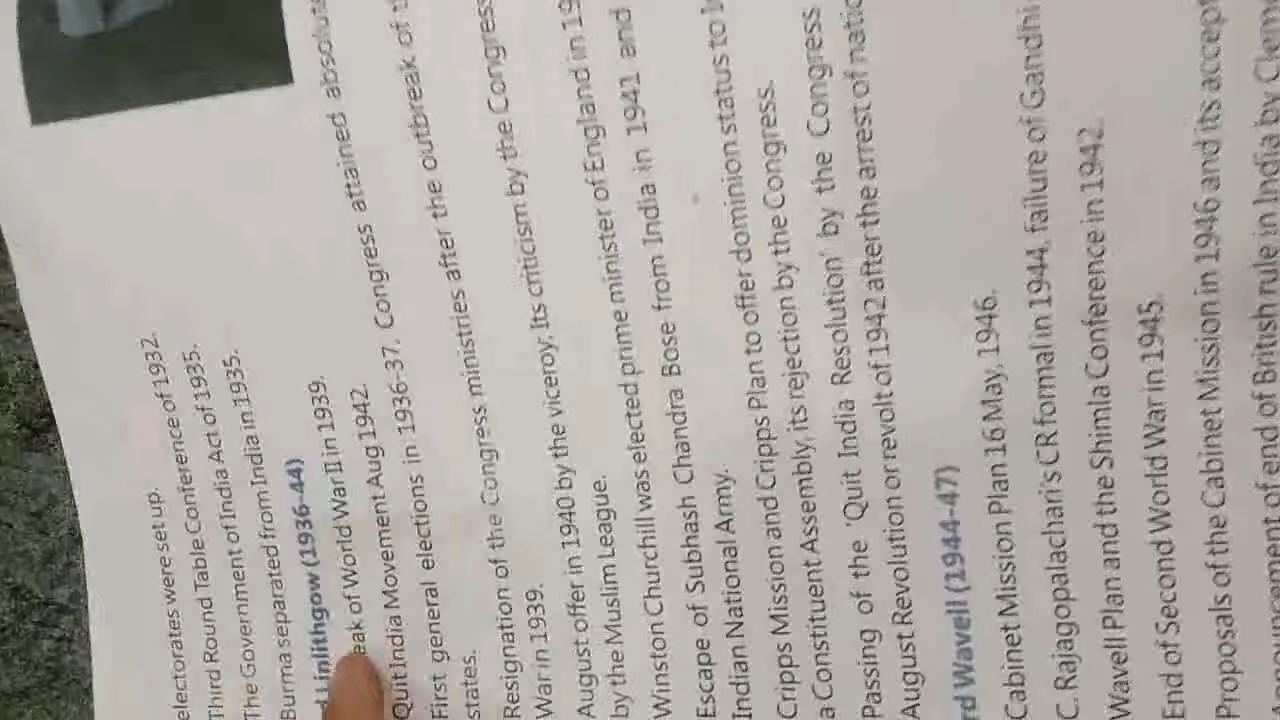 electorates were set up.
Third Round Table Conference of 1932.
The Government of India Act of 1935.
Burma separated from India in 1935.
d Linlithgow (1936-44)
eak of World War II in 1939.
Quit India Movement Aug 1942.
First general elections in 1936-37. Congress attained absolute
states.
Resignation of the Congress ministries after the outbreak of
War in 1939.
August offer in 1940 by the viceroy, Its criticism by the Congress
by the Muslim League.
Winston Churchill was elected prime minister of England in 19
Escape of Subhash Chandra Bose from India in 1941 and
Indian National Army.
Cripps Mission and Cripps Plan to offer dominion status to
a Constituent Assembly, its rejection by the Congress.
Passing of the 'Quit India Resolution' by the Congress
August Revolution or revolt of 1942 after the arrest of natio
rd Wavell (1944-47)
Cabinet Mission Plan 16 May, 1946.
C. Rajagopalachari's CR formal in 1944, failure of Gandhi
Wavell Plan and the Shimla Conference in 1942.
End of Second World War in 1945.
Proposals of the Cabinet Mission in 1946 and its accept
nouncement of end of British rule in India by Clem